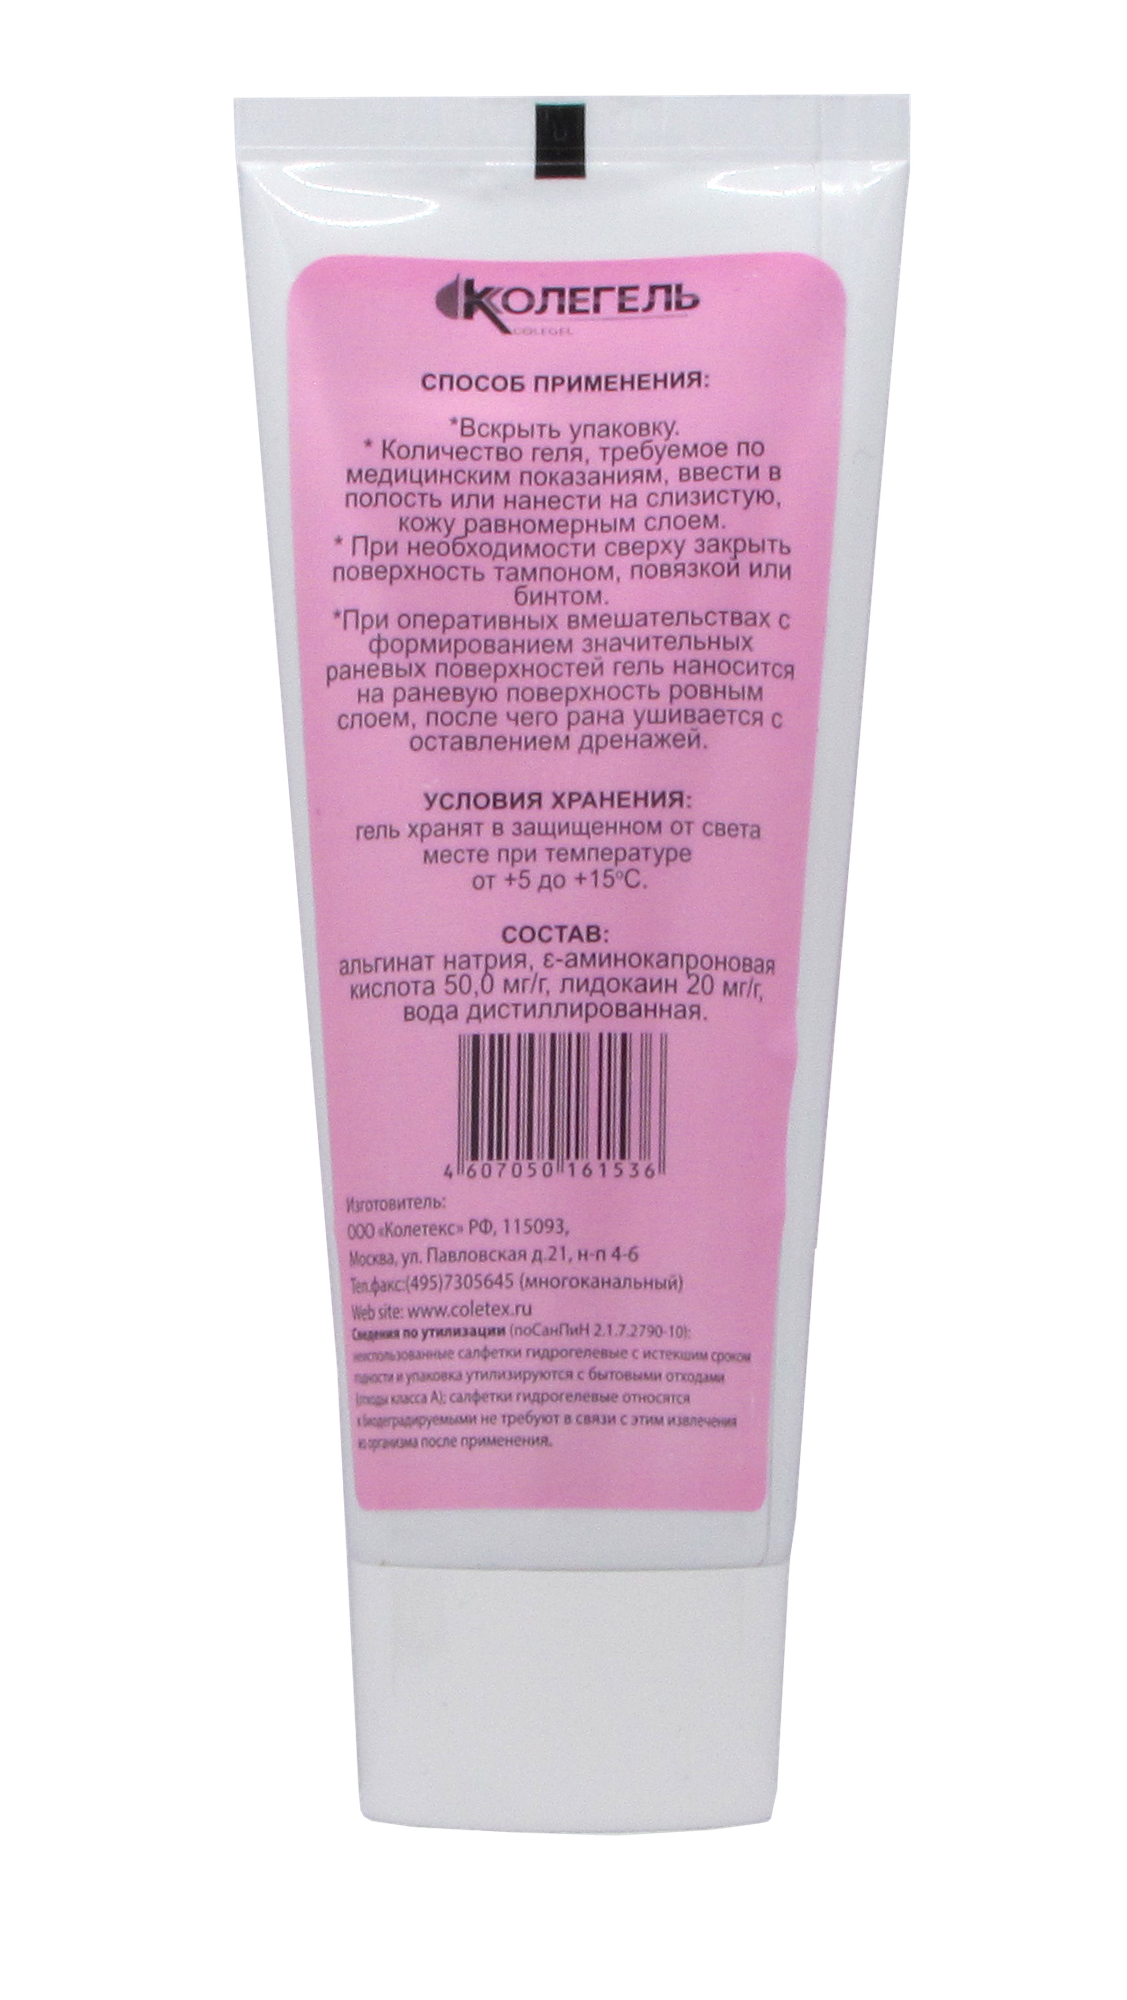 КОЛЕГЕЛЬ
COLEGEL
СПОСОБ ПРИМЕНЕНИЯ:
*Вскрыть упаковку.
* Количество геля, требуемое по
медицинским показаниям, ввести в
полость или нанести на слизистую,
кожу равномерным слоем.
* При необходимости сверху закрыть
поверхность тампоном, повязкой или
бинтом.
*При оперативных вмешательствах с
формированием значительных
раневых поверхностей гель наносится
на раневую поверхность ровным
слоем, после чего рана ушивается с
оставлением дренажей.
УСЛОВИЯ ХРАНЕНИЯ:
гель хранят в защищенном от света
месте при температуре
от +5 до +15ºС.
СОСТАВ:
альгинат натрия, ε-аминокапроновая
кислота 50,0 мг/г, лидокаин 20 мг/г,
вода дистиллированная.
4 607050 161536
Изготовитель:
ООО «Колетекс» РФ, 115093,
Москва, ул. Павловская д.21, н-п 4-6
Тел.факс:(495)7305645 (многоканальный)
Web site: www.coletex.ru
Сведения по утилизации (поСанПиН 2.1.7.2790-10):
неиспользованные салфетки гидрогелевые с истекшим сроком
годности и упаковка утилизируются с бытовыми отходами
(отходы класса А); салфетки гидрогелевые относятся
к биодеградируемыми не требуют в связи с этим извлечения
из организма после применения.